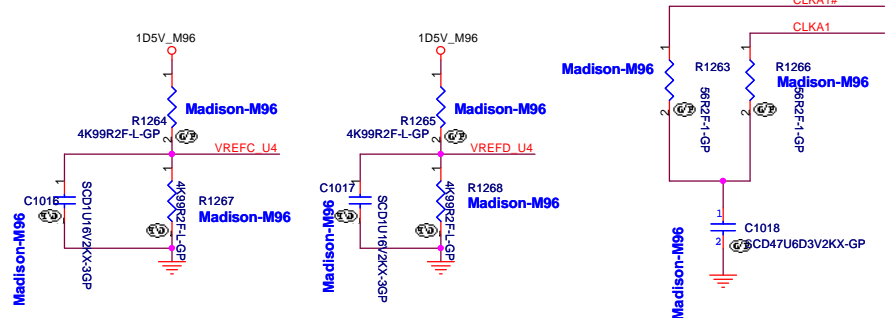 1D5V_M96
1
R1264
Madison-M96
4K99R2F-L-GP
2
VREFC_U4
1
C1016
SCD1U16V2KX-3GP
Madison-M96
1
R1267
4K99R2F-L-GP
Madison-M96
2
1D5V_M96
1
R1265
Madison-M96
4K99R2F-L-GP
2
VREFD_U4
1
C1017
SCD1U16V2KX-3GP
Madison-M96
1
R1268
4K99R2F-L-GP
Madison-M96
2
CLKA1#
CLKA1
1
R1263
Madison-M96
56R2F-1-GP
2
1
R1266
Madison-M96
56R2F-1-GP
2
1
C1018
2
SCD47U6D3V2KX-GP
Madison-M96